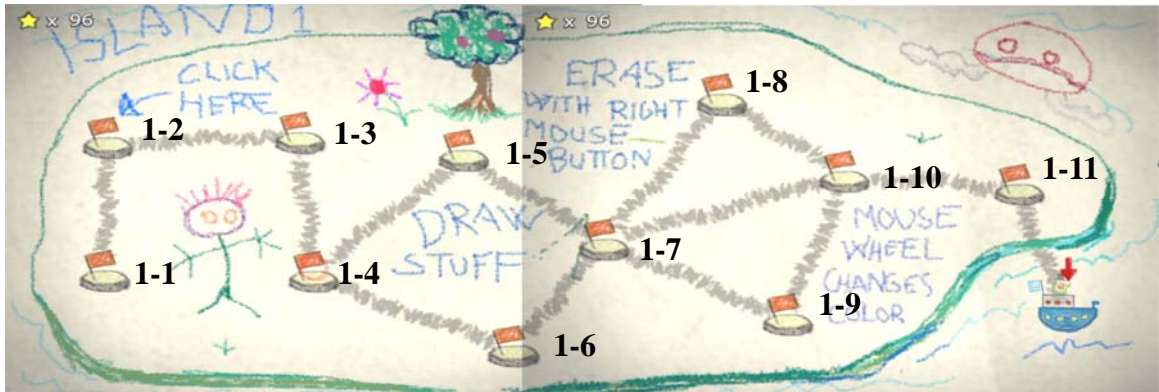 x 96
x 96
ISLAND 1
CLICK
HERE
ERASE
WITH RIGHT
MOUSE
BUTTON
1-8
1-2
1-3
1-5
1-10
1-11
DRAW
STUFF
1-1
1-4
1-7
MOUSE
WHEEL
CHANGES
COLOR
1-9
1-6